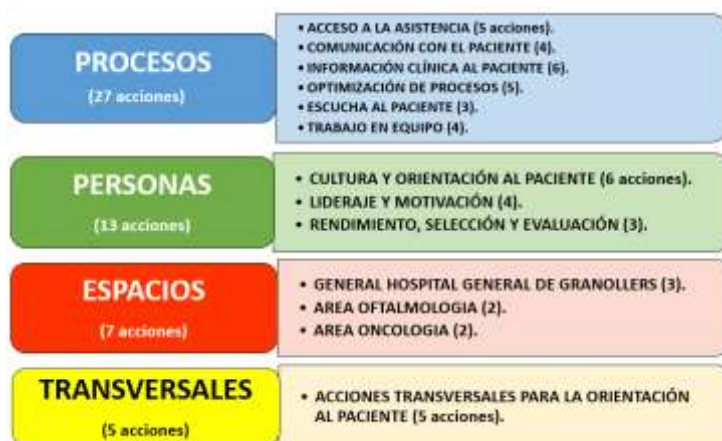 PROCESOS
(27 acciones)
• ACCESO A LA ASISTENCIA (5 acciones).
• COMUNICACIÓN CON EL PACIENTE (4).
• INFORMACIÓN CLÍNICA AL PACIENTE (6).
• OPTIMIZACIÓN DE PROCESOS (5).
• ESCUCHA AL PACIENTE (3).
• TRABAJO EN EQUIPO (4).
PERSONAS
(13 acciones)
• CULTURA Y ORIENTACIÓN AL PACIENTE (6 acciones).
• LIDERAJE Y MOTIVACIÓN (4).
• RENDIMIENTO, SELECCIÓN Y EVALUACIÓN (3).
ESPACIOS
(7 acciones)
• GENERAL HOSPITAL GENERAL DE GRANOLLERS (3).
• AREA OFTALMOLOGIA (2).
• AREA ONCOLOGIA (2).
TRANSVERSALES
(5 acciones)
• ACCIONES TRANSVERSALES PARA LA ORIENTACIÓN
AL PACIENTE (5 acciones).